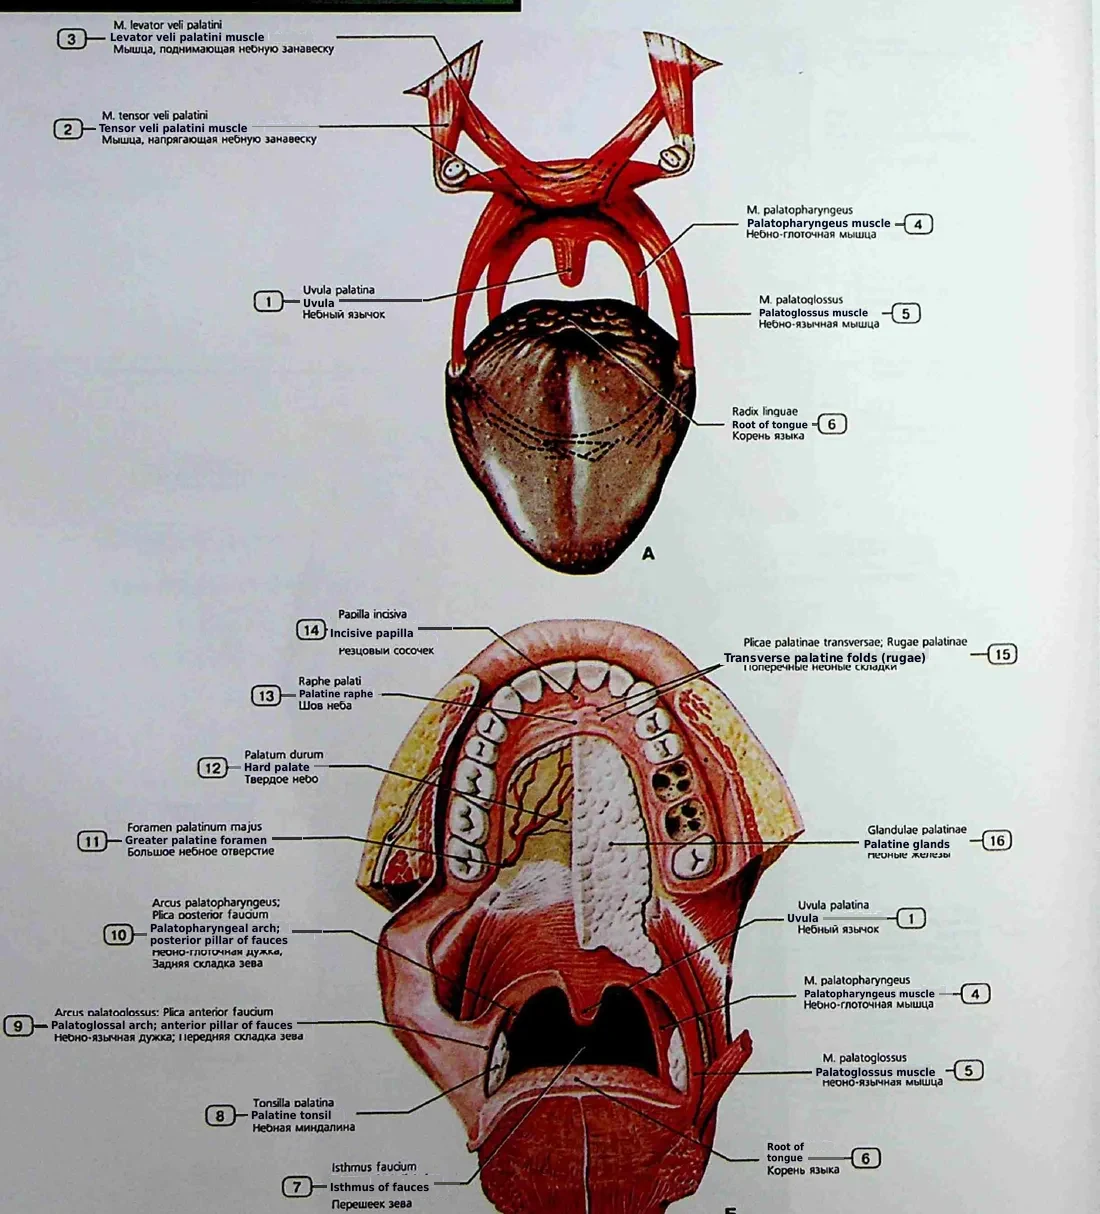 M. levator veli palatini
3
Levator veli palatini muscle
Мышца, поднимающая небную занавеску
M. tensor veli palatini
2
Tensor veli palatini muscle
Мышца, напрягающая небную занавеску
M. palatopharyngeus
Palatopharyngeus muscle
4
Небно-глоточная мышца
Uvula palatina
1
Uvula
Небный язычок
M. palatoglossus
Palatoglossus muscle
5
Небно-язычная мышца
Radix linguae
Root of tongue
6
Корень языка
A
Papilla incisiva
14
Incisive papilla
резцовый сосочек
Plicae palatinae transversae; Rugae palatinae
Transverse palatine folds (rugae)
15
Поперечные небные складки
Raphe palati
13
Palatine raphe
Шов неба
Palatum durum
12
Hard palate
Твердое небо
Foramen palatinum majus
11
Greater palatine foramen
Большое небное отверстие
Glandulae palatinae
Palatine glands
16
Небные железы
Arcus palatopharyngeus;
Plica posterior faucium
10
Palatopharyngeal arch;
posterior pillar of fauces
Небно-глоточная дужка,
Задняя складка зева
Uvula palatina
Uvula
1
Небный язычок
M. palatopharyngeus
Palatopharyngeus muscle
4
Небно-глоточная мышца
Arcus palatoglossus; Plica anterior faucium
9
Palatoglossal arch; anterior pillar of fauces
Небно-язычная дужка; Передняя складка зева
M. palatoglossus
Palatoglossus muscle
5
Небно-язычная мышца
Tonsilla palatina
8
Palatine tonsil
Небная миндалина
Root of
tongue
6
Корень языка
Isthmus faucium
7
Isthmus of fauces
Перешеек зева